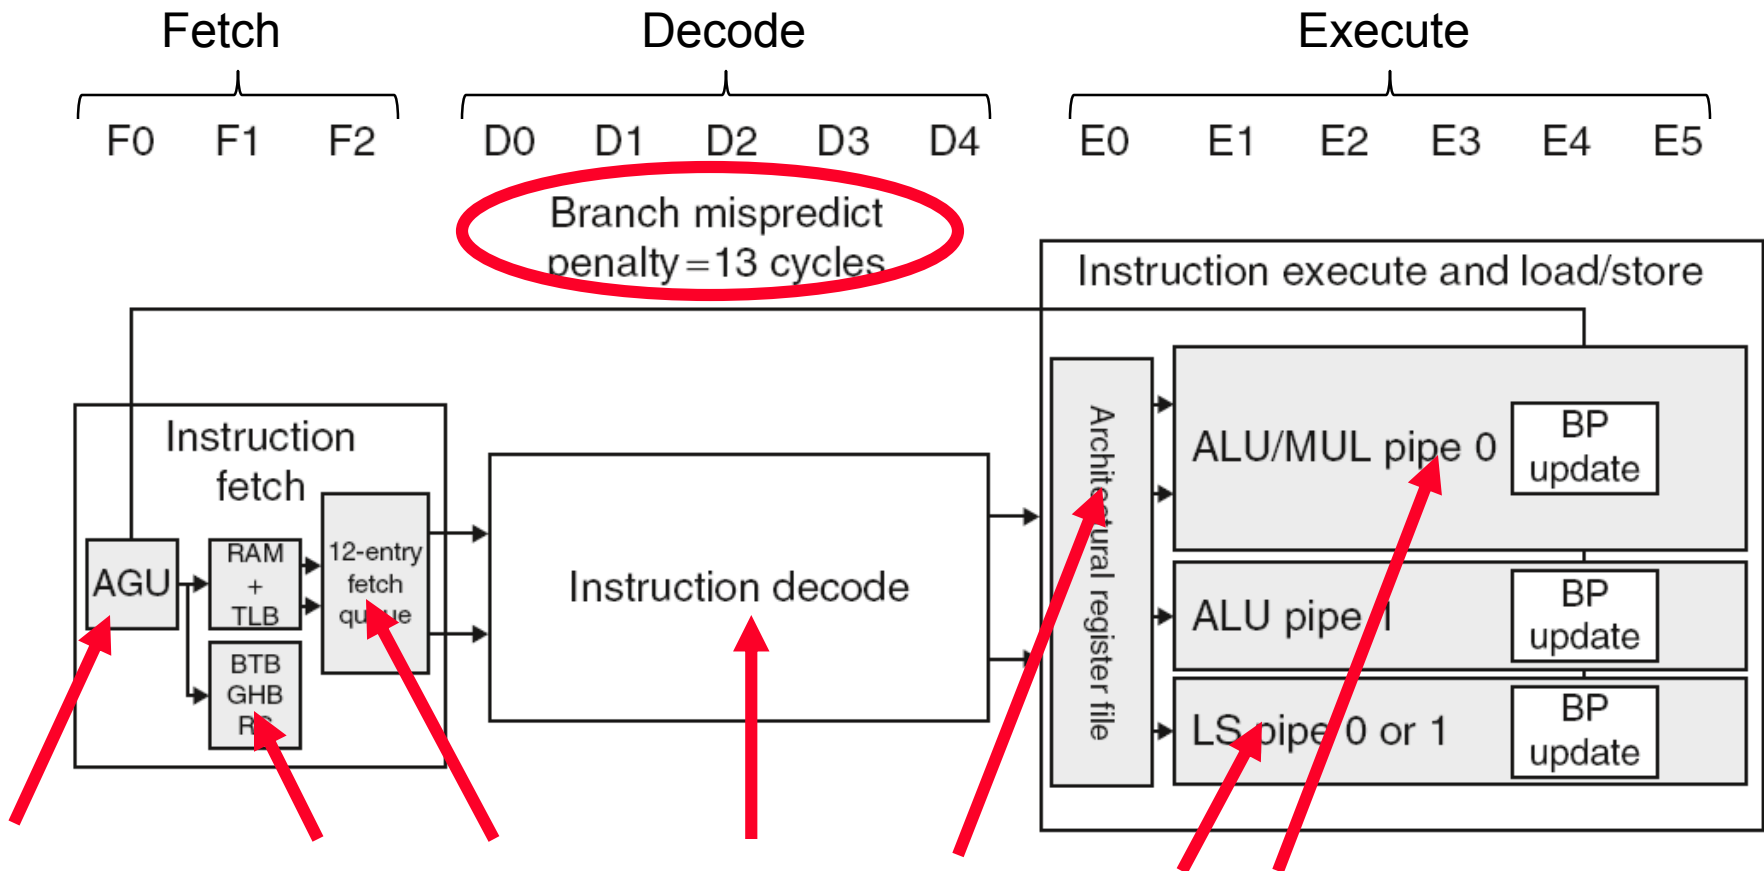 Fetch
Decode
Execute
F0 F1 F2 D0 D1 D2 D3 D4 E0 E1 E2 E3 E4 E5
Branch mispredict
penalty=13 cycles
Instruction execute and load/store
Instruction
fetch
AGU
RAM
+
TLB
BTB
GHB
RS
12-entry
fetch
queue
Instruction decode
Architectural register file
ALU/MUL pipe 0
BP
update
ALU pipe 1
BP
update
LS pipe 0 or 1
BP
update